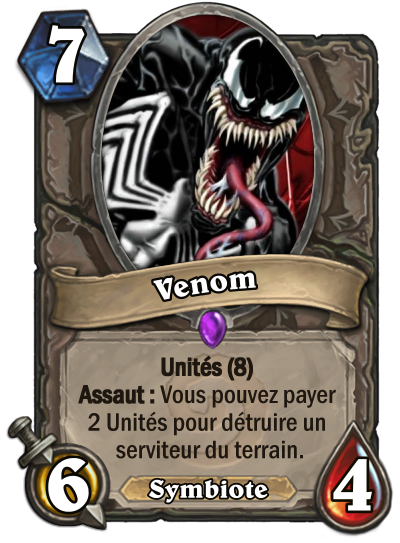 7
Venom
Unités (8)
Assaut : Vous pouvez payer
2 Unités pour détruire un
serviteur du terrain.
6
Symbiote
4